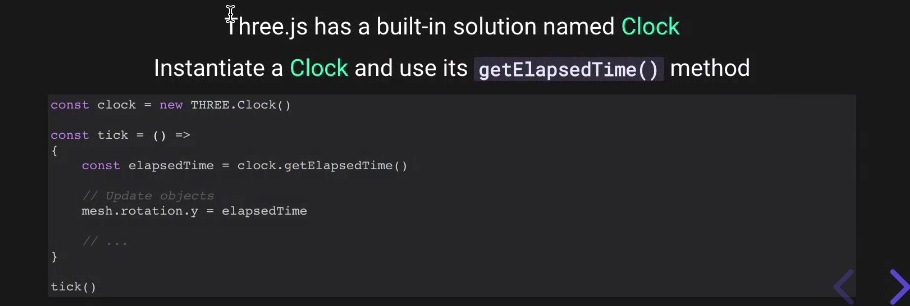 Three.js has a built-in solution named Clock
Instantiate a Clock and use its getElapsedTime() method
const clock = new THREE.Clock()
const tick = () =>
{
    const elapsedTime = clock.getElapsedTime()
    // Update objects
    mesh.rotation.y = elapsedTime
    // ...
}
tick()